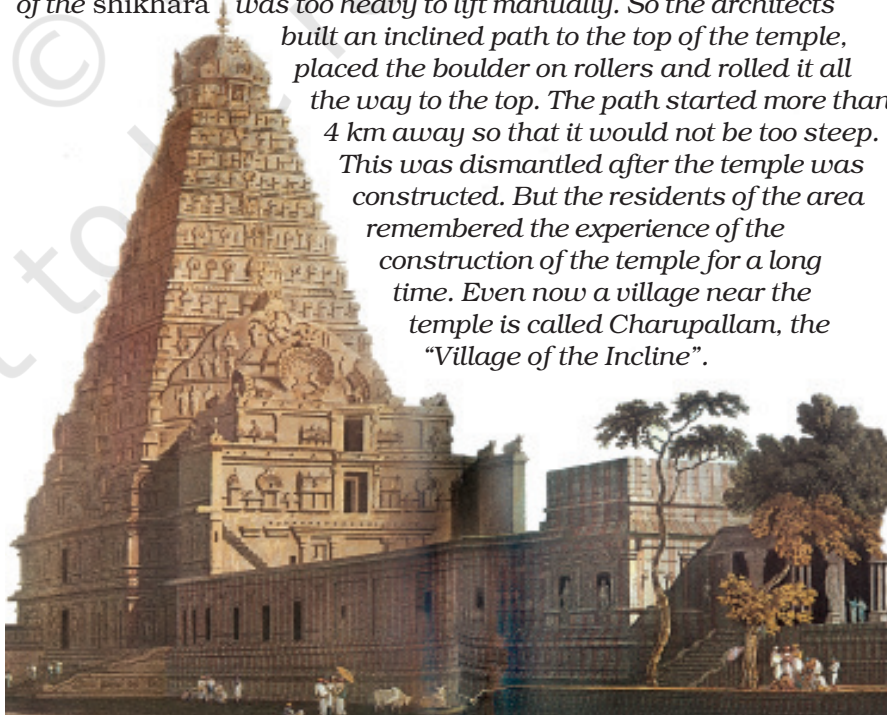 of the shikhara was too heavy to lift manually. So the architects
built an inclined path to the top of the temple,
placed the boulder on rollers and rolled it all
the way to the top. The path started more than
4 km away so that it would not be too steep.
This was dismantled after the temple was
constructed. But the residents of the area
remembered the experience of the
construction of the temple for a long
time. Even now a village near the
temple is called Charupallam, the
“Village of the Incline”.